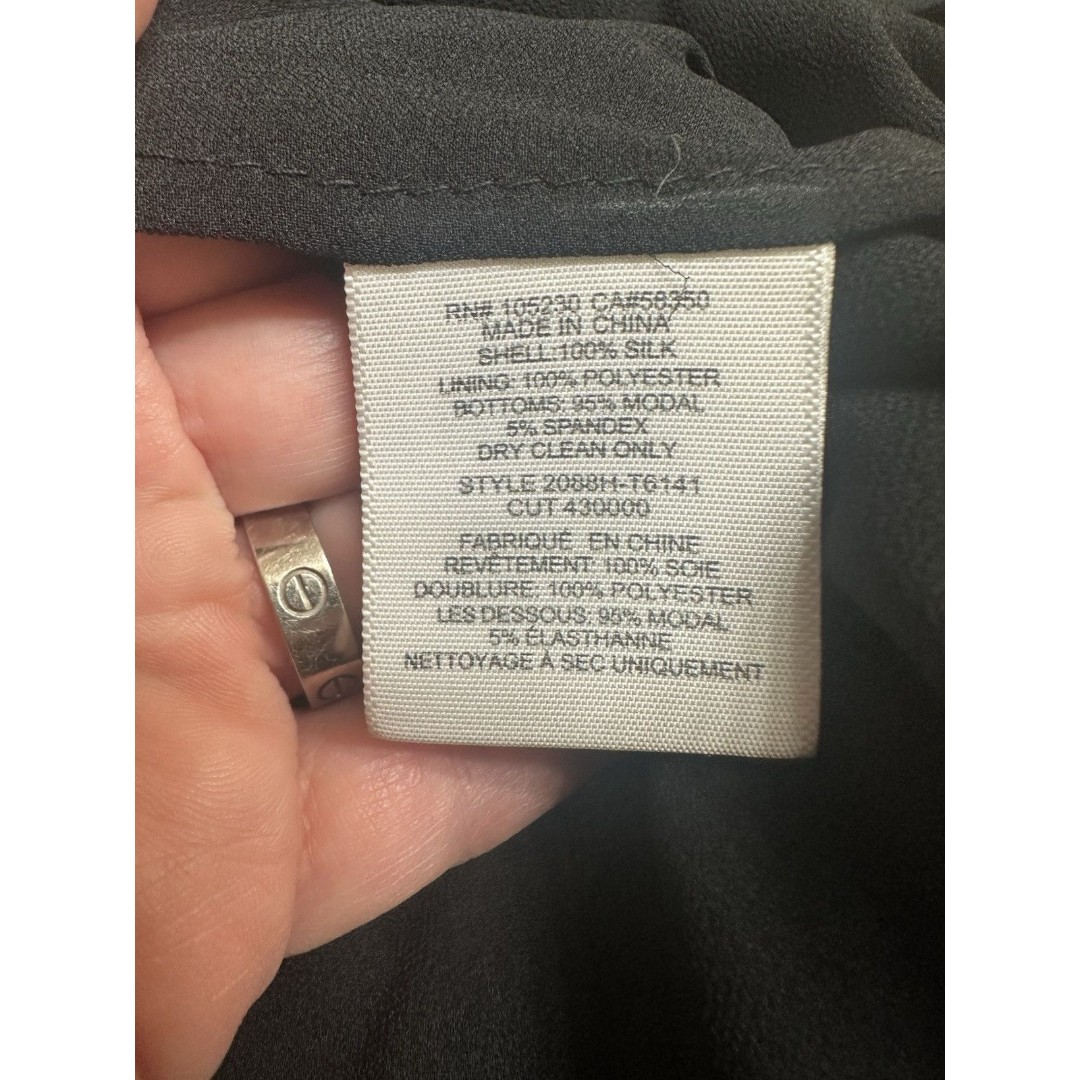 RN# 105230 CA#56350
MADE IN CHINA
SHELL:100% SILK
LINING: 100% POLYESTER
BOTTOMS: 95% MODAL
5% SPANDEX
DRY CLEAN ONLY
STYLE 2088H-T6141
CUT 430000
FABRIQUÉ EN CHINE
REVÊTEMENT: 100% SOIE
DOUBLURE: 100% POLYESTER
LES DESSOUS: 95% MODAL
5% ÉLASTHANNE
NETTOYAGE À SEC UNIQUEMENT